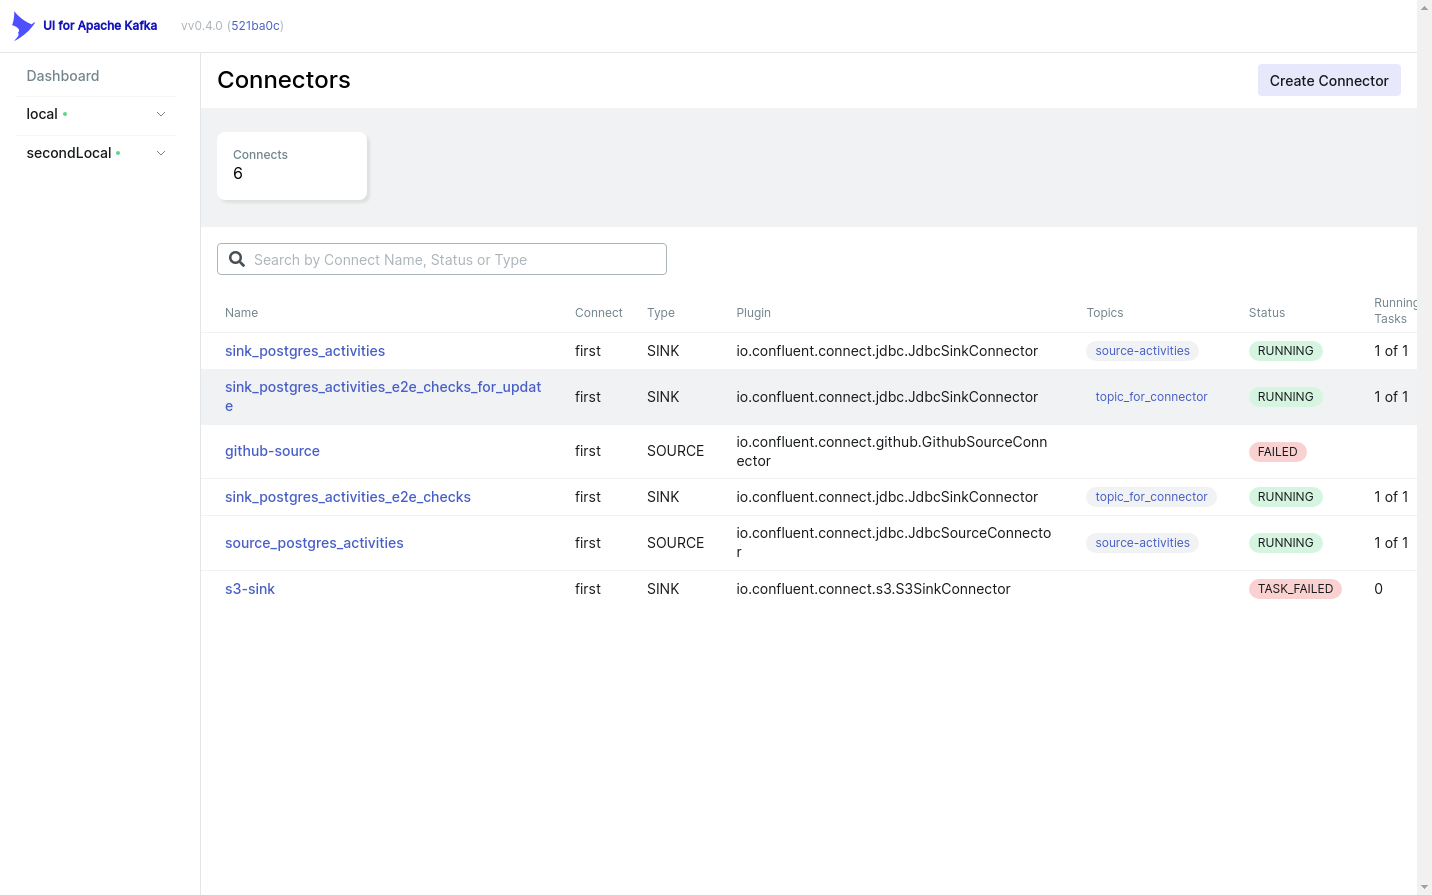 UI for Apache Kafka vv0.4.0 (521ba0c)
Dashboard
local
secondLocal
Connectors
Create Connector
Connects
6
Search by Connect Name, Status or Type
Name Connect Type Plugin Topics Status Running
Tasks
sink_postgres_activities first SINK io.confluent.connect.jdbc.JdbcSinkConnector source-activities RUNNING 1 of 1
sink_postgres_activities_e2e_checks_for_updat
e first SINK io.confluent.connect.jdbc.JdbcSinkConnector topic_for_connector RUNNING 1 of 1
github-source first SOURCE io.confluent.connect.github.GithubSourceConn
ector FAILED
sink_postgres_activities_e2e_checks first SINK io.confluent.connect.jdbc.JdbcSinkConnector topic_for_connector RUNNING 1 of 1
source_postgres_activities first SOURCE io.confluent.connect.jdbc.JdbcSourceConnecto
r source-activities RUNNING 1 of 1
s3-sink first SINK io.confluent.connect.s3.S3SinkConnector TASK_FAILED 0